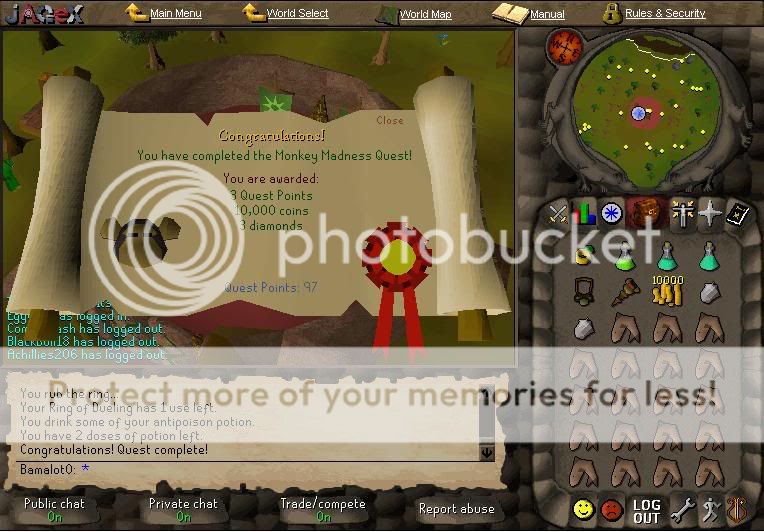 JAGeX
Main Menu
World Select
World Map
Manual
Rules & Security
Close
Congratulations!
You have completed the Monkey Madness Quest!
You are awarded:
3 Quest Points
10,000 coins
3 diamonds
Quest Points: 97
photobucket
10000
has logged in.
has logged out.
has logged out.
Achillies206 has logged out.
Protect more of your memories for less!
You rub the ring...
Your Ring of Dueling has 1 use left.
You drink some of your antipoison potion.
You have 2 doses of potion left.
Congratulations! Quest complete!
Bamalot0: *
Public chat
On
Private chat
On
Trade/compete
On
Report abuse
LOG
OUT